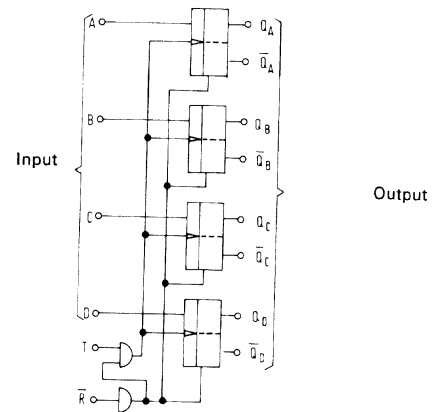 A
Q_A
Q̅_A
B
Q_B
Q̅_B
Input
Output
C
Q_C
Q̅_C
D
Q_D
Q̅_D
T
R̅